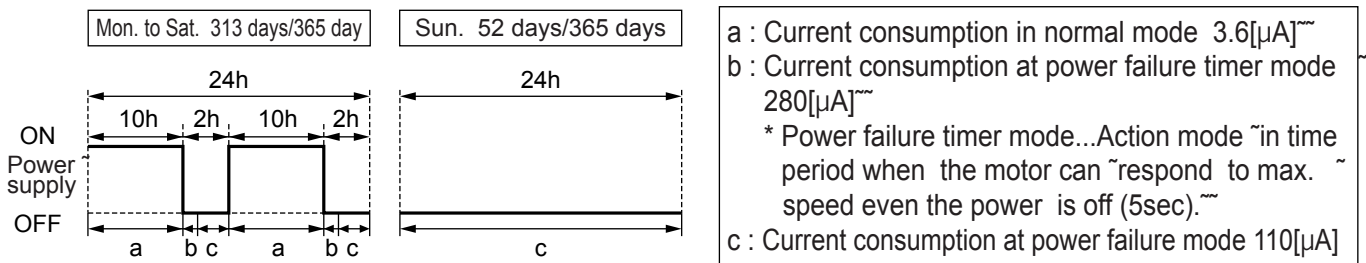 Mon. to Sat. 313 days/365 day
Sun. 52 days/365 days
24h
24h
10h 2h 10h 2h
ON
Power ˜
supply
OFF
a b c a b c
c
a : Current consumption in normal mode 3.6[µA]˜˜
b : Current consumption at power failure timer mode ˜
280[µA]˜˜
* Power failure timer mode...Action mode ˜in time
period when the motor can ˜respond to max. ˜
speed even the power is off (5sec).˜˜
c : Current consumption at power failure mode 110[µA]